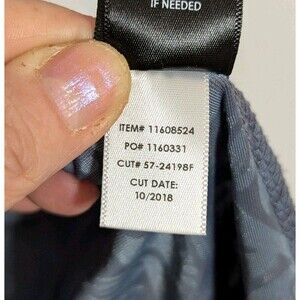 IF NEEDED
ITEM# 11608524
PO# 1160331
CUT# 57-24198F
CUT DATE:
10/2018